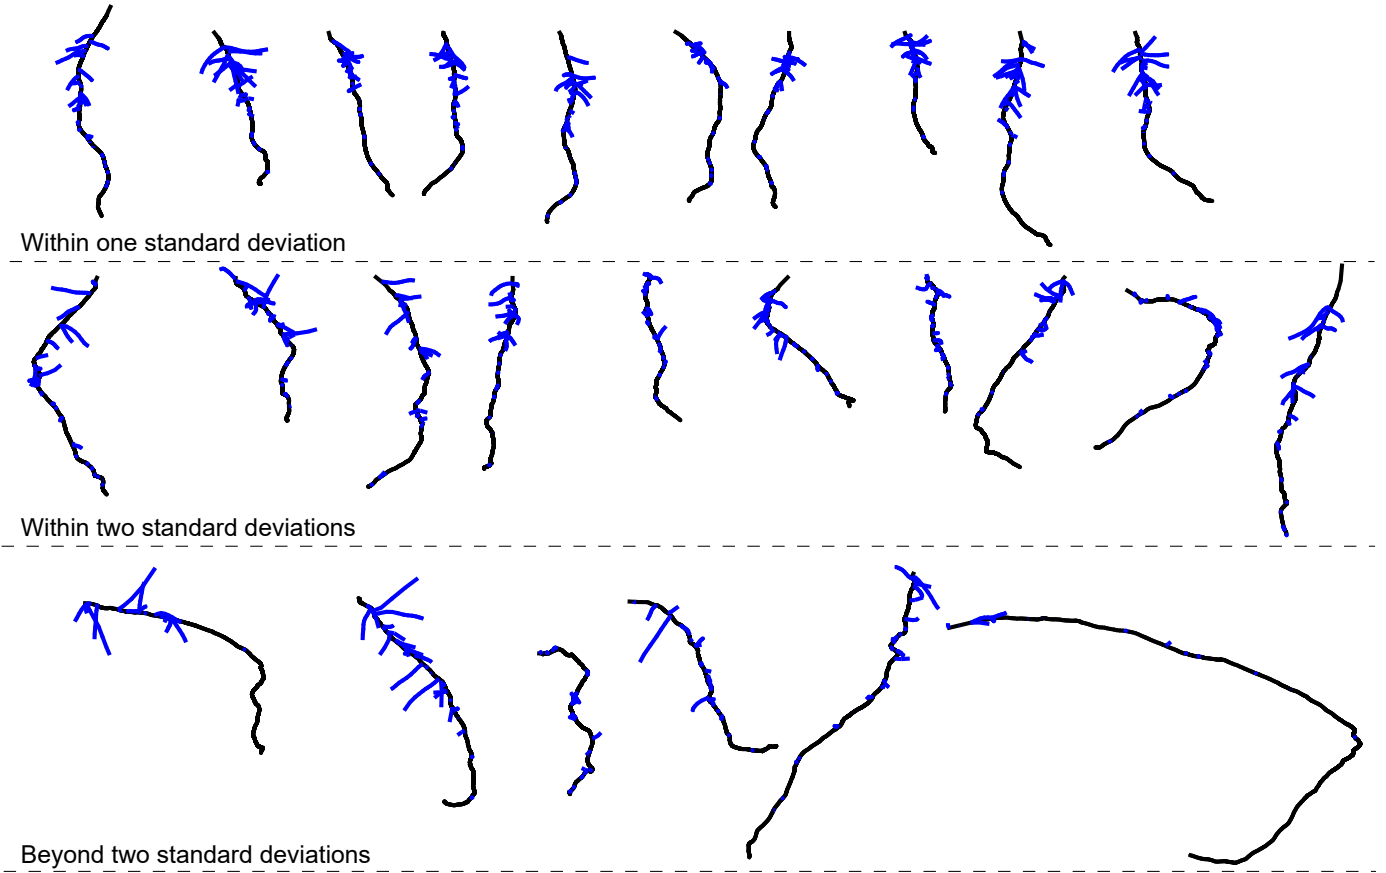 Within one standard deviation
Within two standard deviations
Beyond two standard deviations